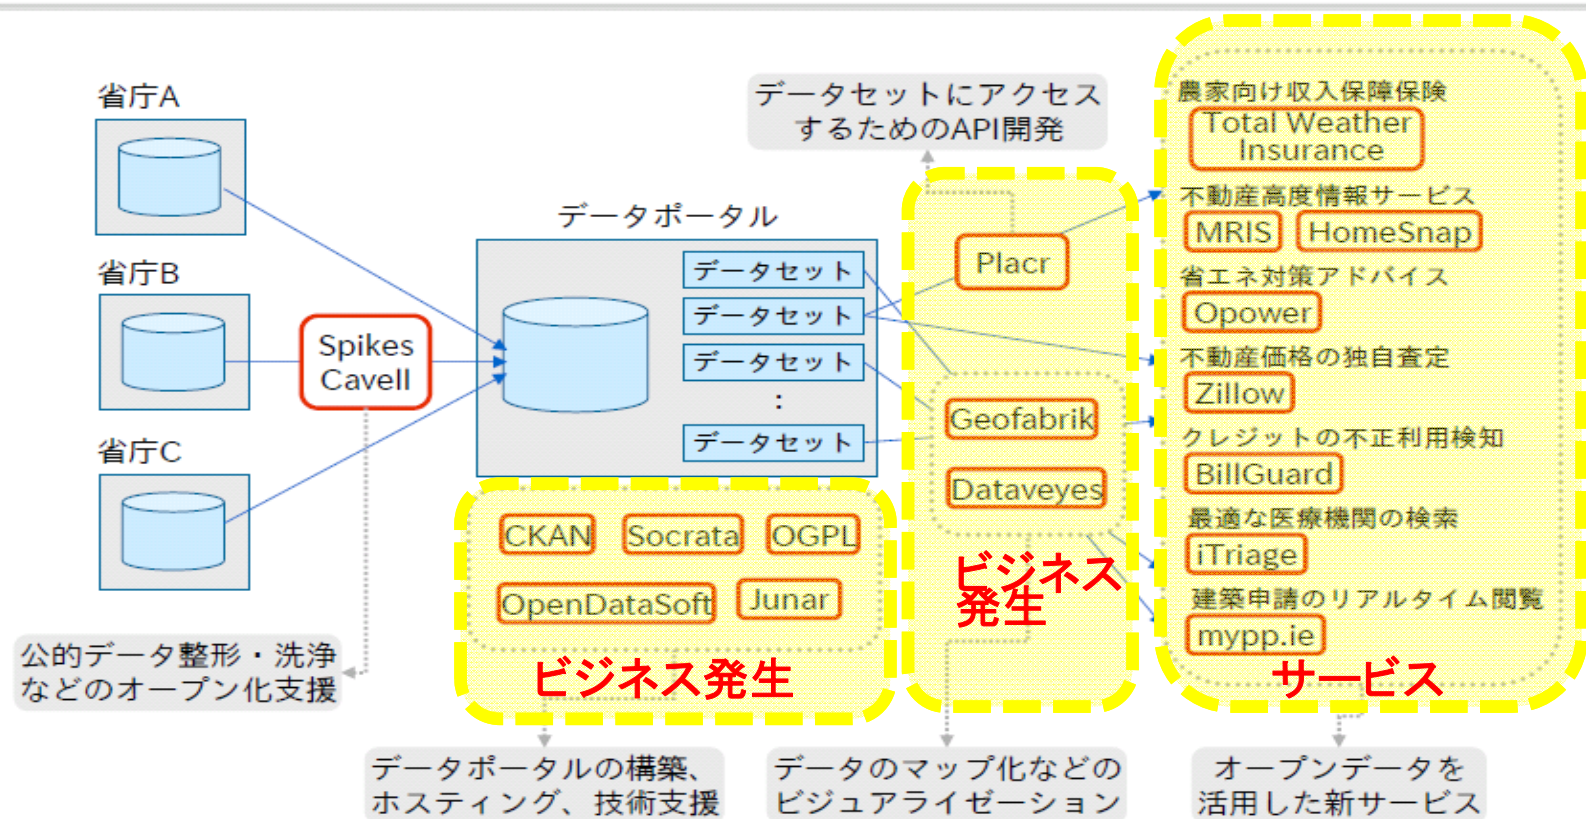 省庁A
省庁B
省庁C
Spikes
Cavell
公的データ整形・洗浄
などのオープン化支援
データポータル
データセット
データセット
データセット
:
データセット
CKAN
Socrata
OGPL
OpenDataSoft
Junar
ビジネス発生
データポータルの構築、
ホスティング、技術支援
データセットにアクセス
するためのAPI開発
Placr
Geofabrik
Dataveyes
ビジネス
発生
データのマップ化などの
ビジュアライゼーション
農家向け収入保障保険
Total Weather
Insurance
不動産高度情報サービス
MRIS
HomeSnap
省エネ対策アドバイス
Opower
不動産価格の独自査定
Zillow
クレジットの不正利用検知
BillGuard
最適な医療機関の検索
iTriage
建築申請のリアルタイム閲覧
mypp.ie
サービス
オープンデータを
活用した新サービス